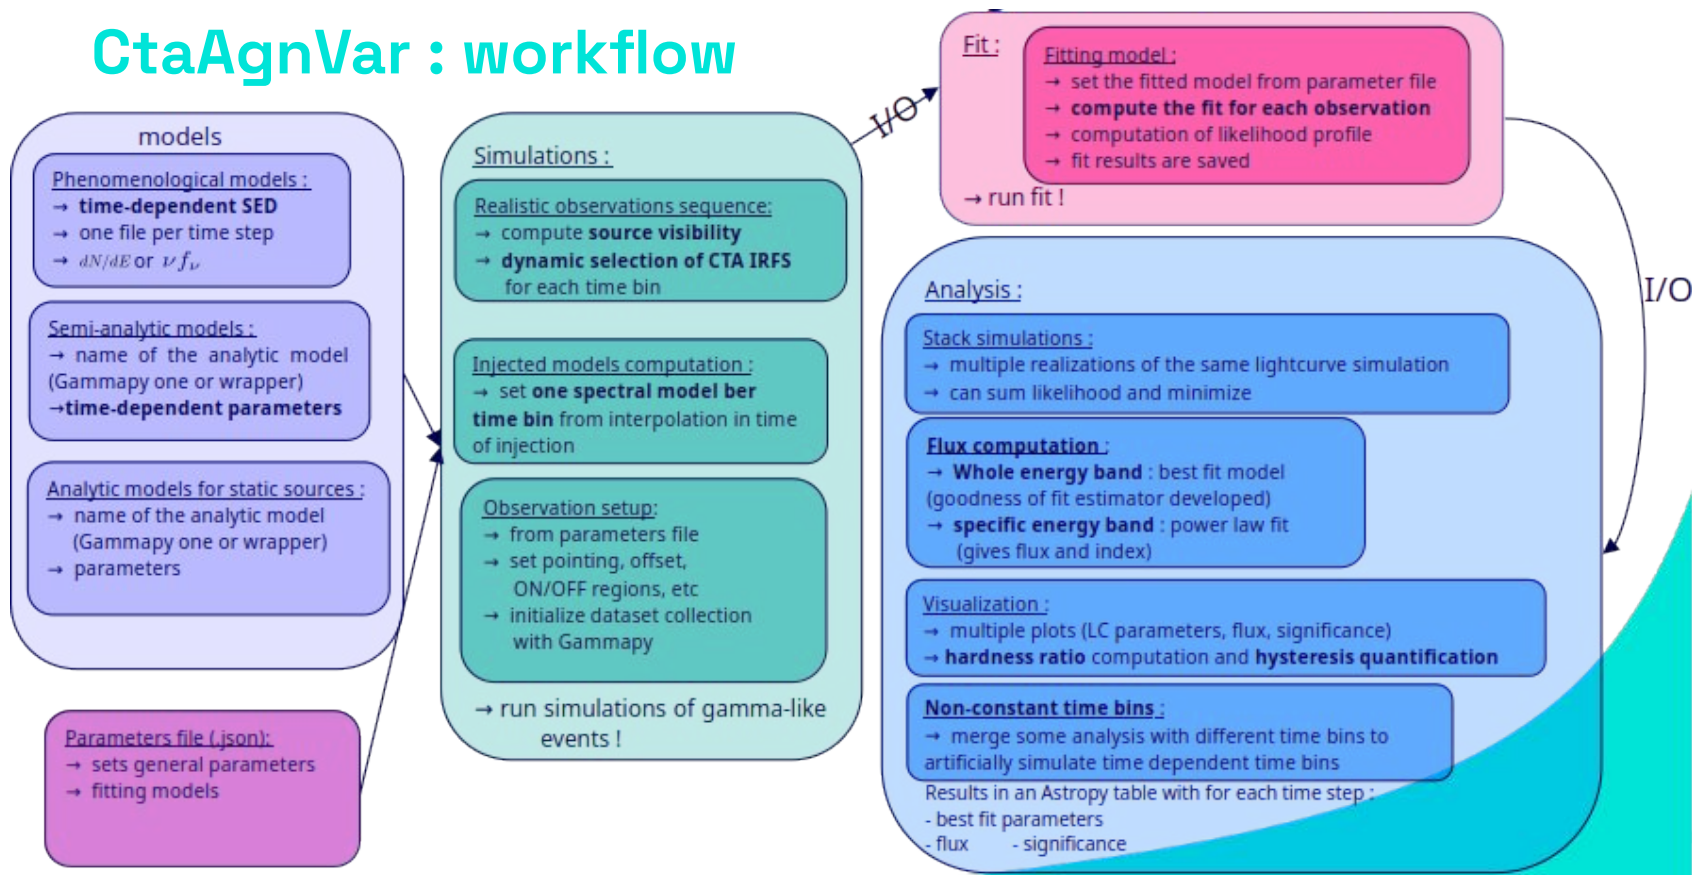 CtaAgnVar : workflow
models
Phenomenological models :
→ time-dependent SED
→ one file per time step
→ dN/dE or νfν
Semi-analytic models :
→ name of the analytic model
(Gammapy one or wrapper)
→time-dependent parameters
Analytic models for static sources :
→ name of the analytic model
(Gammapy one or wrapper)
→ parameters
Parameters file (.json):
→ sets general parameters
→ fitting models
Simulations :
Realistic observations sequence:
→ compute source visibility
→ dynamic selection of CTA IRFS
for each time bin
Injected models computation :
→ set one spectral model ber
time bin from interpolation in time
of injection
Observation setup:
→ from parameters file
→ set pointing, offset,
ON/OFF regions, etc
→ initialize dataset collection
with Gammapy
→ run simulations of gamma-like
events !
I/O
Fit :
Fitting model :
→ set the fitted model from parameter file
→ compute the fit for each observation
→ computation of likelihood profile
→ fit results are saved
→ run fit !
I/O
Analysis :
Stack simulations :
→ multiple realizations of the same lightcurve simulation
→ can sum likelihood and minimize
Flux computation :
→ Whole energy band : best fit model
(goodness of fit estimator developed)
→ specific energy band : power law fit
(gives flux and index)
Visualization :
→ multiple plots (LC parameters, flux, significance)
→ hardness ratio computation and hysteresis quantification
Non-constant time bins :
→ merge some analysis with different time bins to
artificially simulate time dependent time bins
Results in an Astropy table with for each time step :
- best fit parameters
- flux - significance